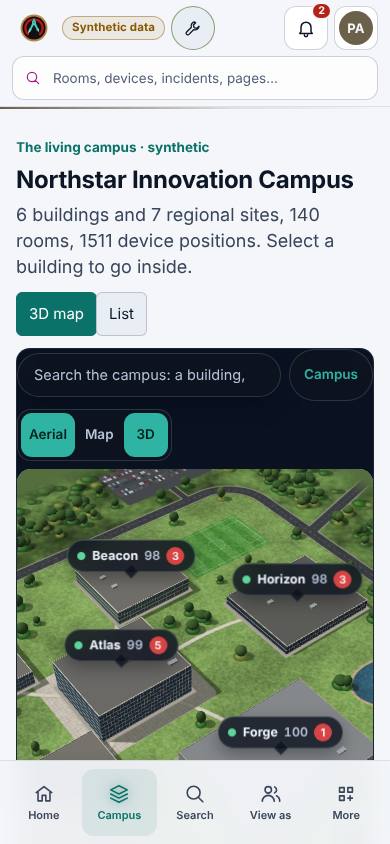 Synthetic data
2
PA
Rooms, devices, incidents, pages...
The living campus · synthetic
Northstar Innovation Campus
6 buildings and 7 regional sites, 140
rooms, 1511 device positions. Select a
building to go inside.
3D map
List
Search the campus: a building,
Campus
Aerial
Map
3D
Beacon 98 3
Horizon 98 3
Atlas 99 5
Forge 100 1
Home
Campus
Search
View as
More